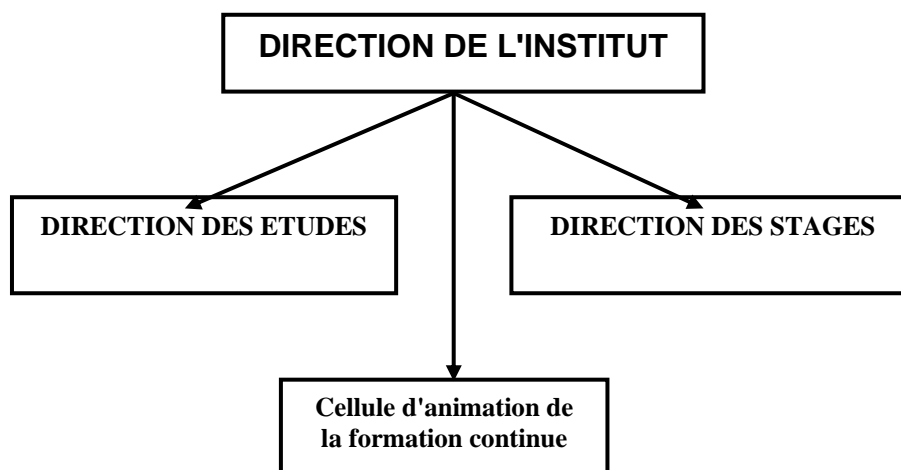 DIRECTION DE L'INSTITUT
DIRECTION DES ETUDES
DIRECTION DES STAGES
Cellule d'animation de
la formation continue